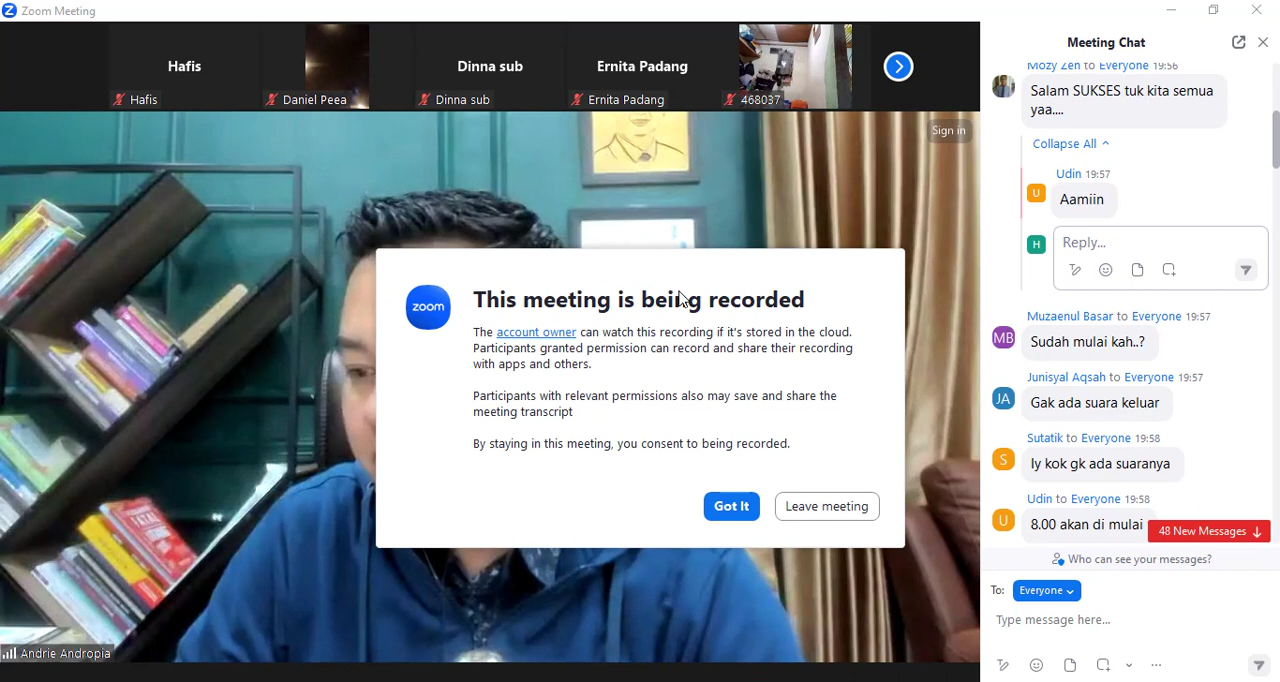 Zoom Meeting
Hafis
Dinna sub
Ernita Padang
Hafis
Daniel Peea
Dinna sub
Ernita Padang
468037
Sign in
zoom
This meeting is being recorded
The account owner can watch this recording if it's stored in the cloud.
Participants granted permission can record and share their recording
with apps and others.
Participants with relevant permissions also may save and share the
meeting transcript
By staying in this meeting, you consent to being recorded.
Got It
Leave meeting
Andrie Andropia
Meeting Chat
Mozy Zen to Everyone 19:56
Salam SUKSES tuk kita semua
yaa....
Collapse All
Udin 19:57
U
Aamiin
H
Reply...
Muzaenul Basar to Everyone 19:57
MB
Sudah mulai kah..?
Junisyal Aqsah to Everyone 19:57
JA
Gak ada suara keluar
Sutatik to Everyone 19:58
S
Iy kok gk ada suaranya
Udin to Everyone 19:58
U
8.00 akan di mulai
48 New Messages
Who can see your messages?
To: Everyone
Type message here...